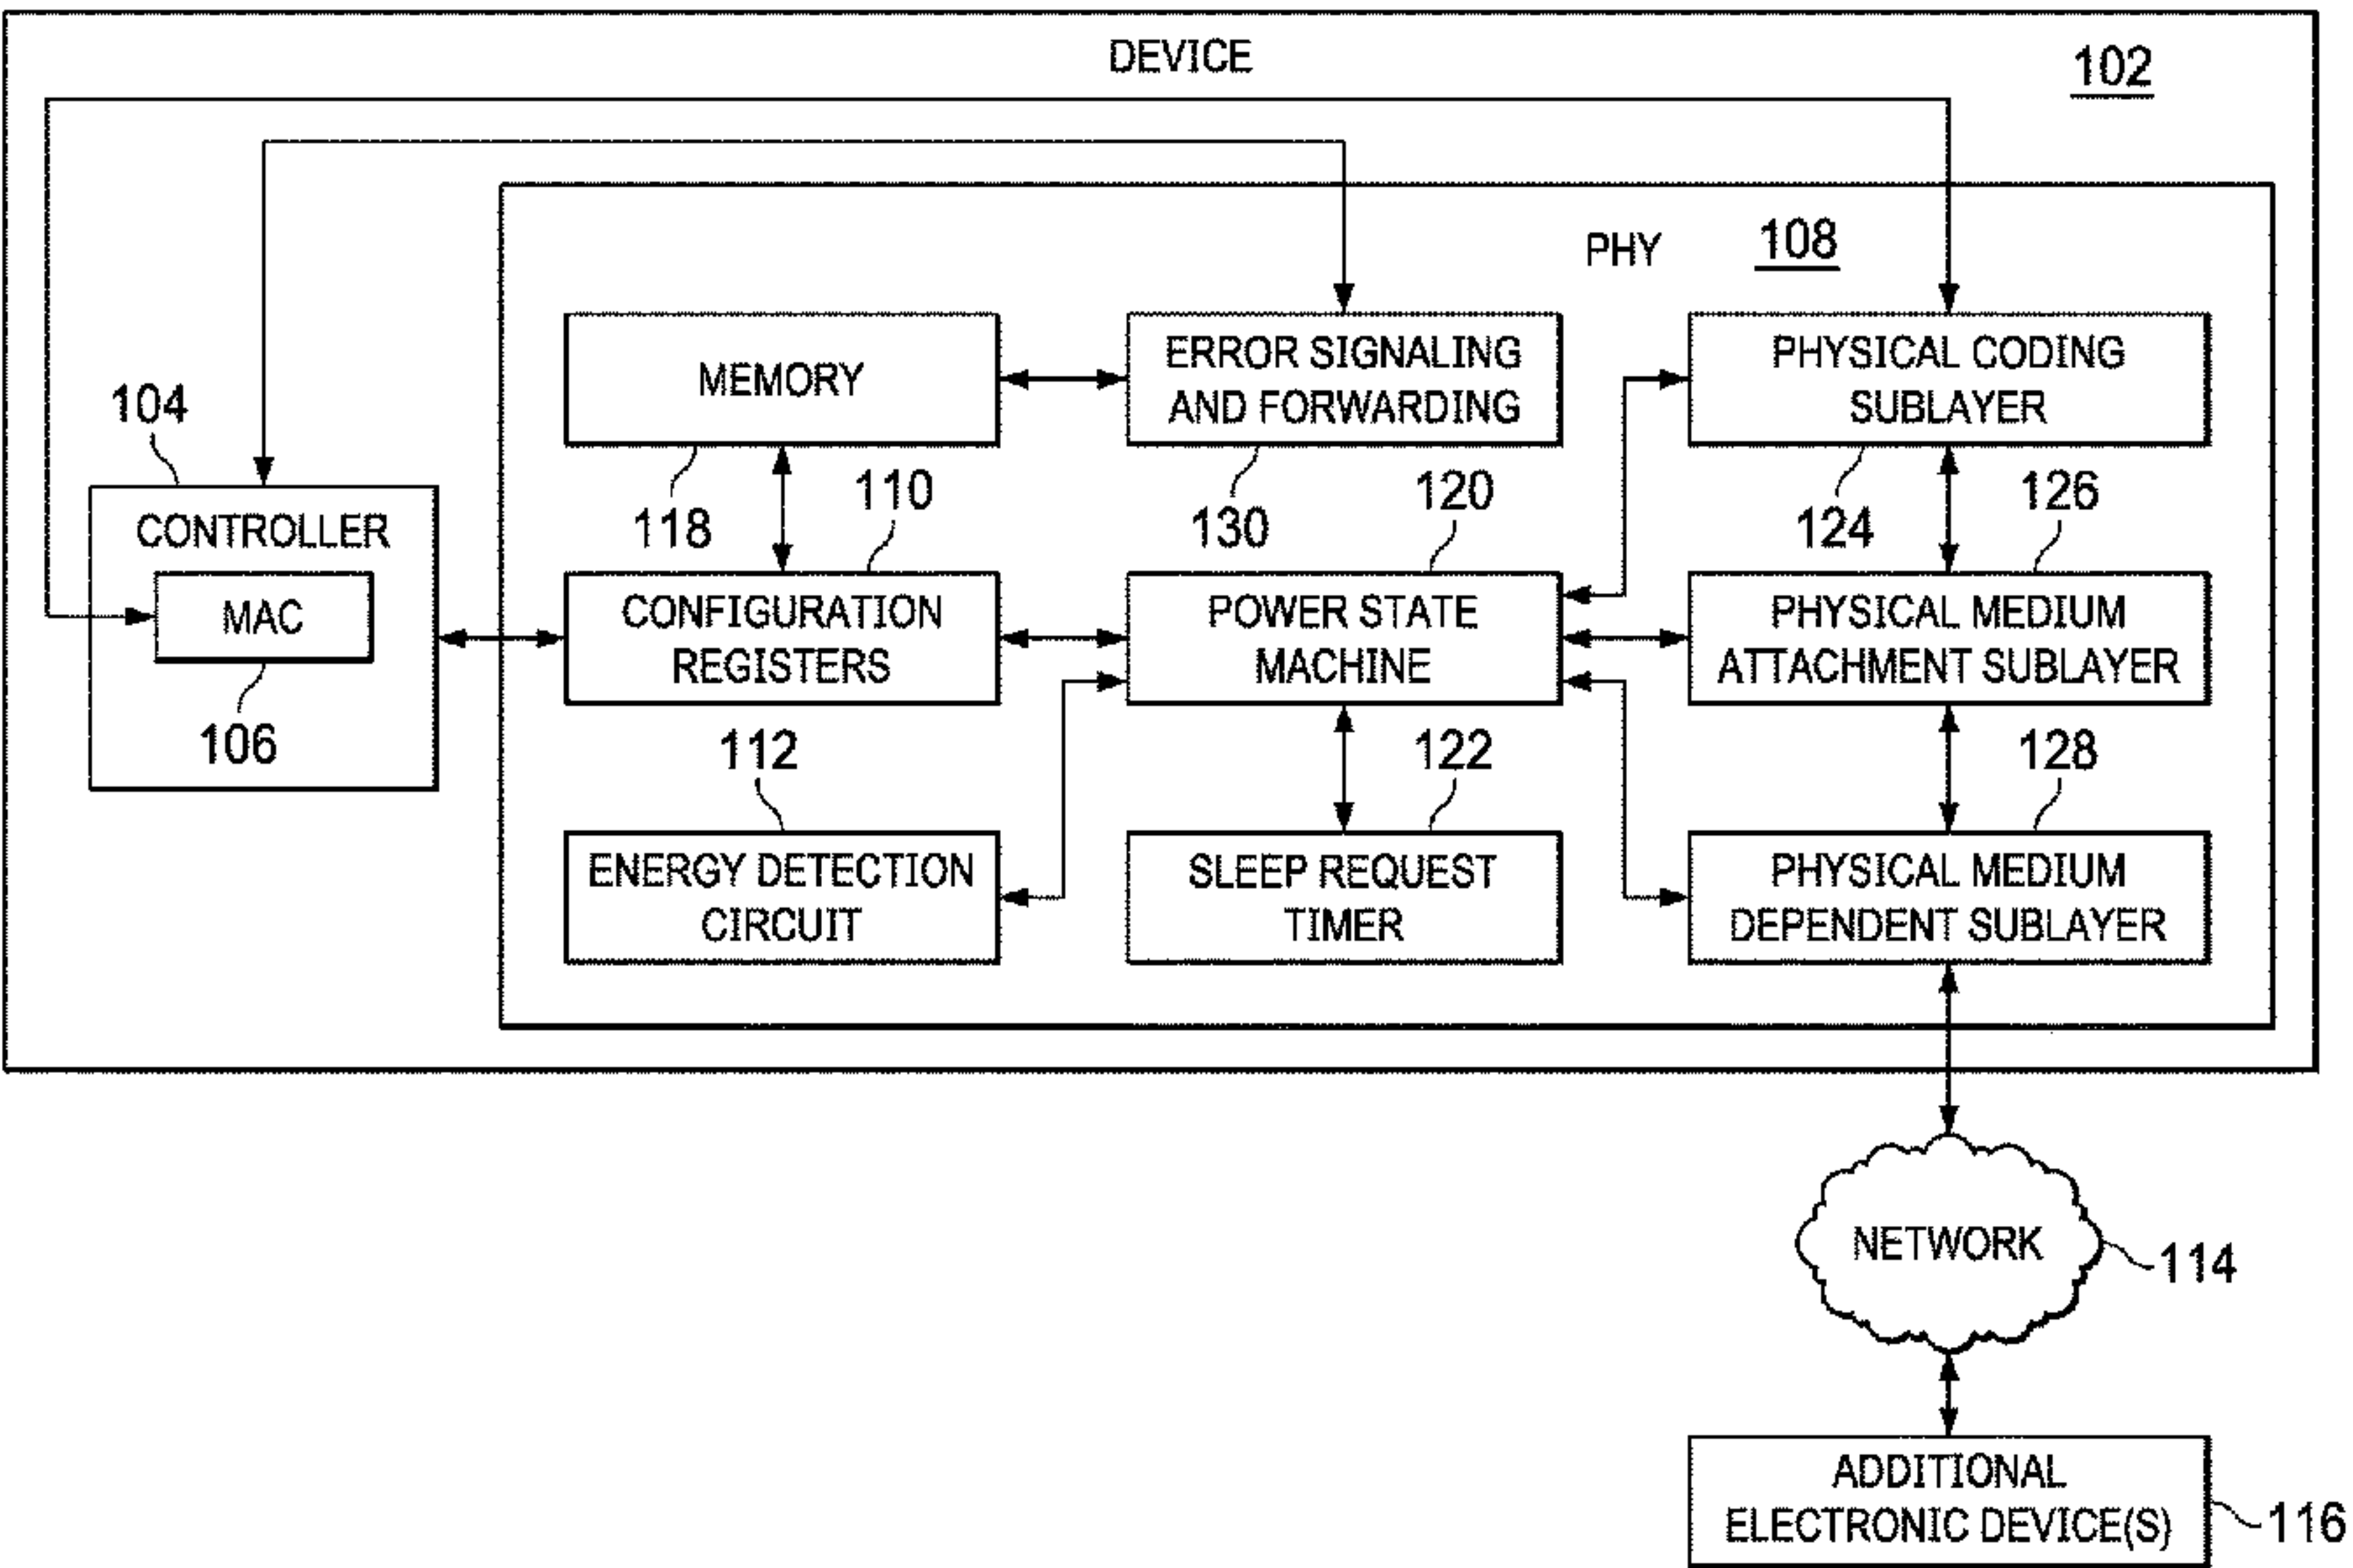 DEVICE
102
PHY
108
MEMORY
ERROR SIGNALING
AND FORWARDING
PHYSICAL CODING
SUBLAYER
104
118
110
130
120
124
126
CONTROLLER
MAC
106
CONFIGURATION
REGISTERS
POWER STATE
MACHINE
PHYSICAL MEDIUM
ATTACHMENT SUBLAYER
112
122
128
ENERGY DETECTION
CIRCUIT
SLEEP REQUEST
TIMER
PHYSICAL MEDIUM
DEPENDENT SUBLAYER
NETWORK
114
ADDITIONAL
ELECTRONIC DEVICE(S)
116